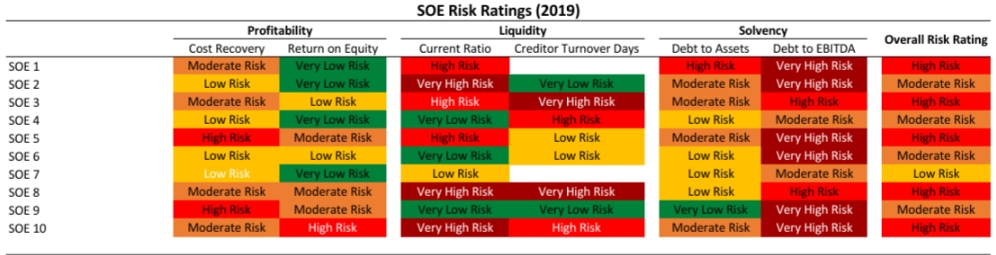 SOE Risk Ratings (2019)
Profitability Liquidity Solvency Overall Risk Rating
Cost Recovery Return on Equity Current Ratio Creditor Turnover Days Debt to Assets Debt to EBITDA
SOE 1 Moderate Risk Very Low Risk High Risk High Risk Very High Risk High Risk
SOE 2 Low Risk Very Low Risk Very High Risk Very Low Risk Moderate Risk Very High Risk Moderate Risk
SOE 3 Moderate Risk Low Risk High Risk Very High Risk Moderate Risk High Risk High Risk
SOE 4 Low Risk Very Low Risk Very Low Risk High Risk Low Risk Moderate Risk Moderate Risk
SOE 5 High Risk Moderate Risk High Risk Low Risk Moderate Risk Very High Risk High Risk
SOE 6 Low Risk Low Risk Very Low Risk Low Risk Low Risk Very High Risk Moderate Risk
SOE 7 Low Risk Very Low Risk Low Risk Low Risk Moderate Risk Low Risk
SOE 8 Moderate Risk Moderate Risk Very High Risk Very High Risk Low Risk High Risk High Risk
SOE 9 High Risk Moderate Risk Very Low Risk Very Low Risk Very Low Risk Very High Risk Moderate Risk
SOE 10 Moderate Risk High Risk Very High Risk High Risk Moderate Risk Very High Risk High Risk